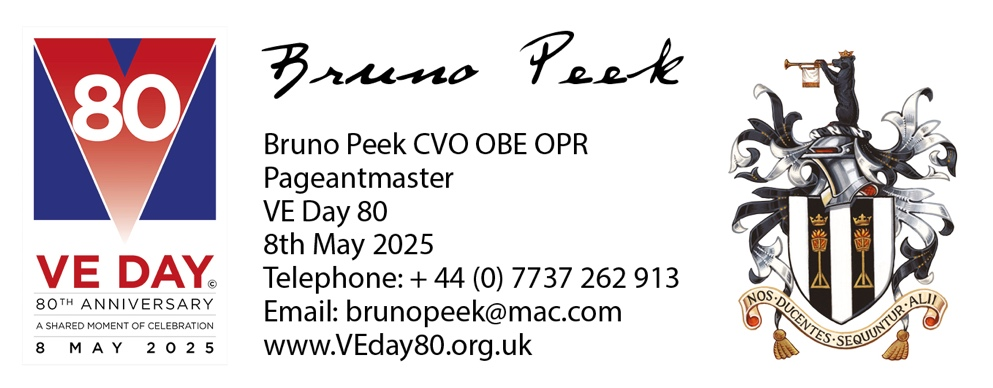 80
VE DAY©
80TH ANNIVERSARY
A SHARED MOMENT OF CELEBRATION
8 MAY 2025
Bruno Peek
Bruno Peek CVO OBE OPR
Pageantmaster
VE Day 80
8th May 2025
Telephone: + 44 (0) 7737 262 913
Email: brunopeek@mac.com
www.VEday80.org.uk
NOS·DUCENTES·SEQUUNTUR·ALII